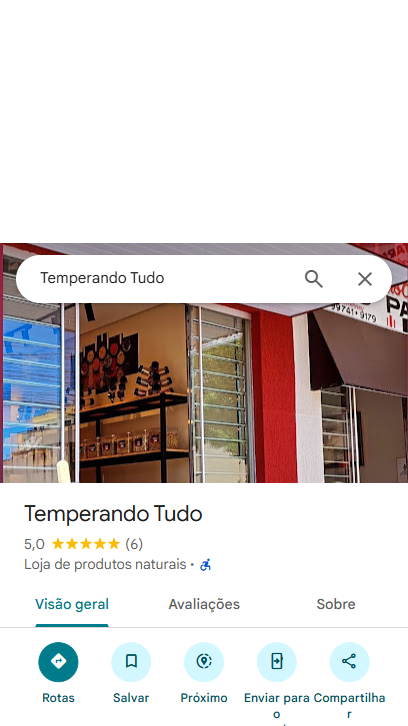 Temperando Tudo
99741•9179
Temperando Tudo
5,0 (6)
Loja de produtos naturais •
Visão geral
Avaliações
Sobre
Rotas
Salvar
Próximo
Enviar para o
Compartilhar